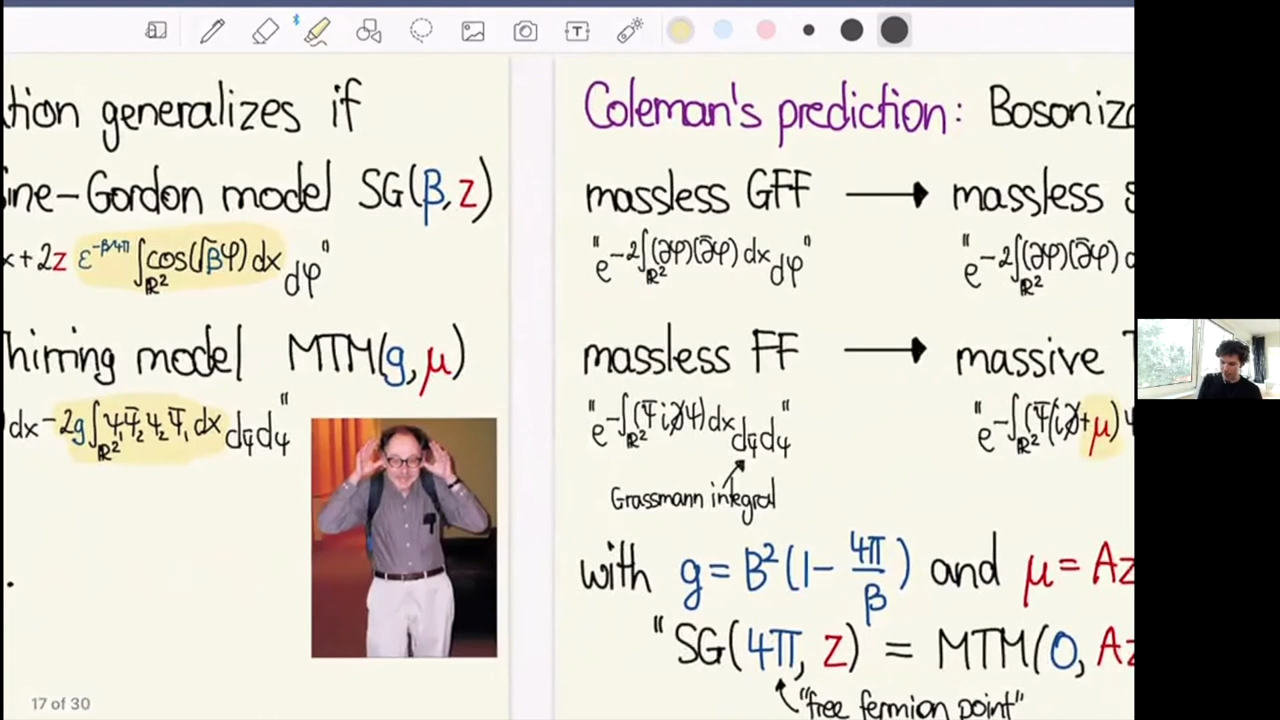 tion generalizes if
ine-Gordon model SG(β, z)
x + 2z ε^{-β/4π} ∫_{ℝ²} cos(√β φ) dx dφ"
hirring model MTM(g, μ)
) dx - 2g ∫_{ℝ²} ψ₁ψ̄₂ψ₂ψ̄₁ dx dψ̄dψ"
.
17 of 30
Coleman's prediction: Bosoniza
massless GFF ⟶ massless s
"e^{-2∫_{ℝ²} (∂φ)(∂̄φ) dx} dφ" "e^{-2∫_{ℝ²} (∂φ)(∂̄φ) d
massless FF ⟶ massive T
"e^{-∫_{ℝ²} (ψ̄ i∂̸ ψ) dx} dψ̄dψ" "e^{-∫_{ℝ²} (ψ̄(i∂̸ + μ)ψ
Grassmann integral
with g = B²(1 - 4π/β) and μ = Az
"SG(4π, z) = MTM(0, Az
"free fermion point"